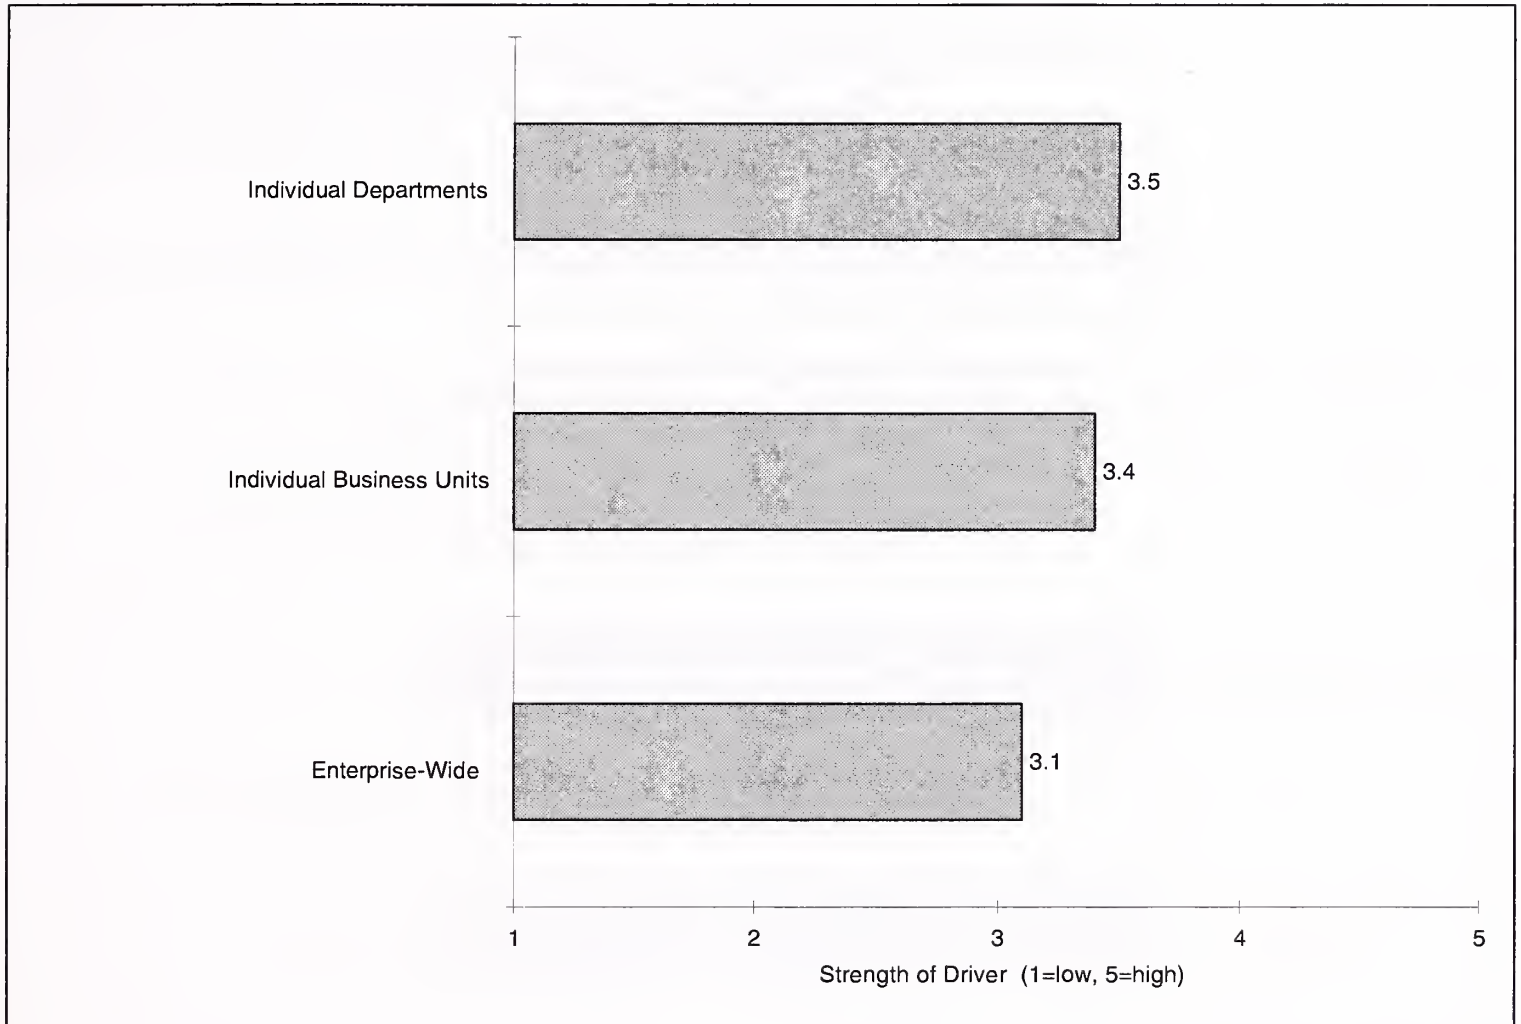 Individual Departments
3.5
Individual Business Units
3.4
Enterprise-Wide
3.1
1 2 3 4 5
Strength of Driver (1=low, 5=high)